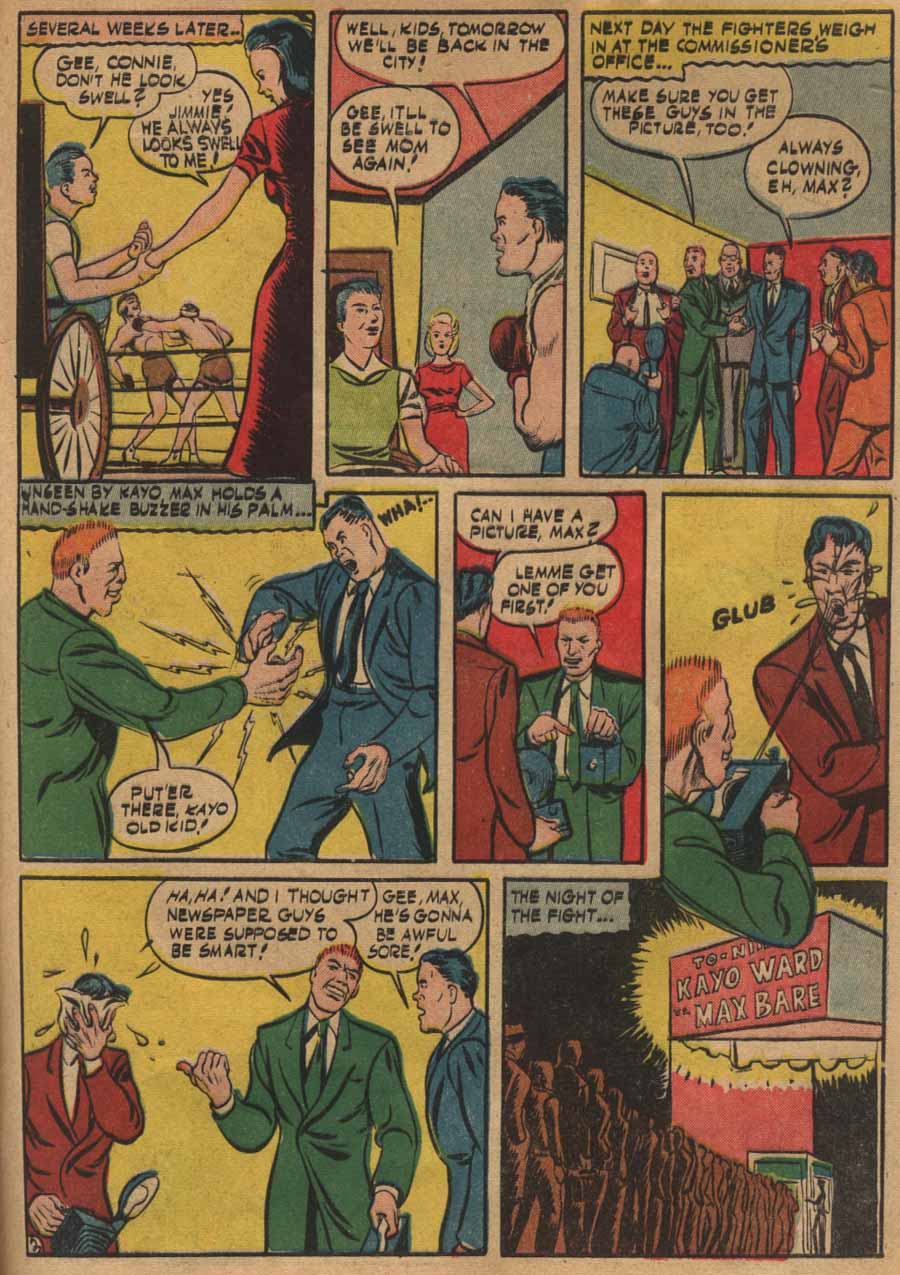 SEVERAL WEEKS LATER..
GEE, CONNIE,
DON'T HE LOOK
SWELL?
YES
JIMMIE!
HE ALWAYS
LOOKS SWELL
TO ME!
WELL, KIDS, TOMORROW
WE'LL BE BACK IN THE
CITY!
GEE, IT'LL
BE SWELL TO
SEE MOM
AGAIN!
NEXT DAY THE FIGHTERS WEIGH
IN AT THE COMMISSIONER'S
OFFICE...
MAKE SURE YOU GET
THESE GUYS IN THE
PICTURE, TOO!
ALWAYS
CLOWNING,
EH, MAX?
UNSEEN BY KAYO, MAX HOLDS A
HAND-SHAKE BUZZER IN HIS PALM...
WHA!..
PUT'ER
THERE, KAYO
OLD KID!
CAN I HAVE A
PICTURE, MAX?
LEMME GET
ONE OF YOU
FIRST!
GLUB
HA, HA! AND I THOUGHT
NEWSPAPER GUYS
WERE SUPPOSED TO
BE SMART!
GEE, MAX,
HE'S GONNA
BE AWFUL
SORE!
THE NIGHT OF
THE FIGHT...
TO-NI
KAYO WARD
VS. MAX BARE